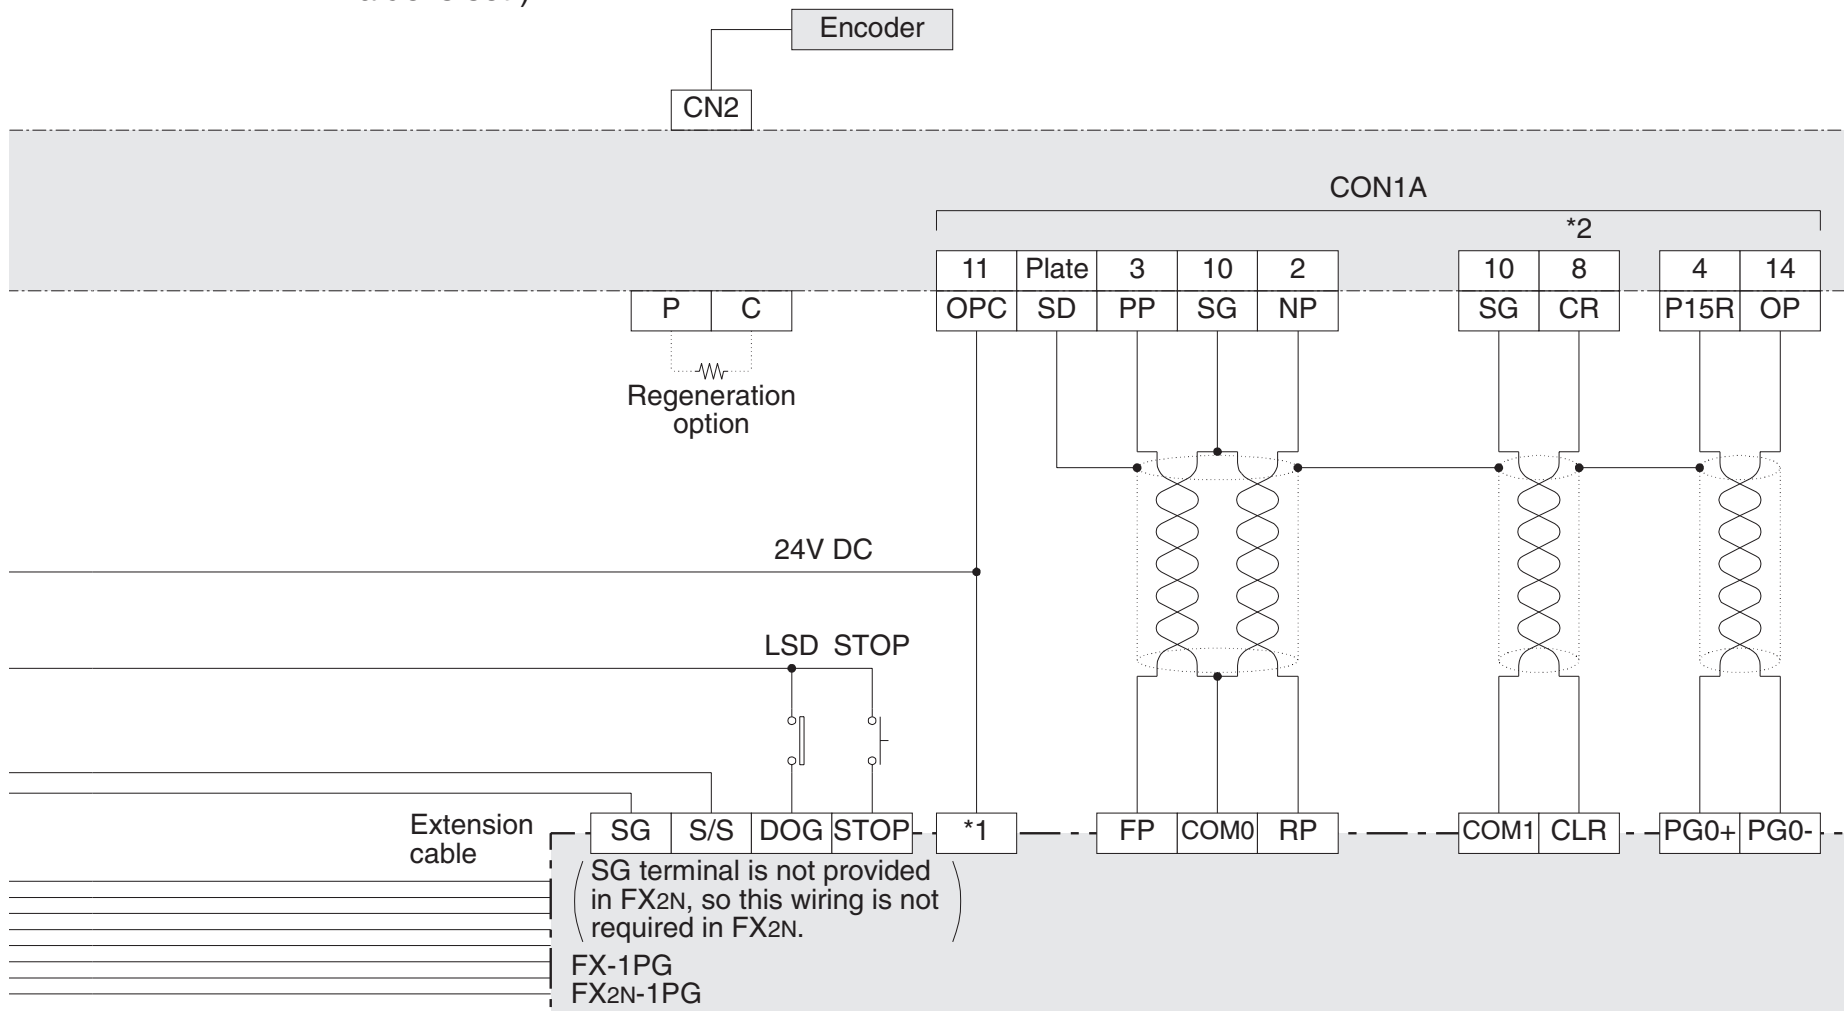 Encoder
CN2
CON1A
*2
11 Plate 3 10 2 10 8 4 14
P C OPC SD PP SG NP SG CR P15R OP
Regeneration
option
24V DC
LSD STOP
Extension
cable
SG S/S DOG STOP *1 FP COM0 RP COM1 CLR PG0+ PG0-
(SG terminal is not provided
in FX2N, so this wiring is not
required in FX2N.)
FX-1PG
FX2N-1PG